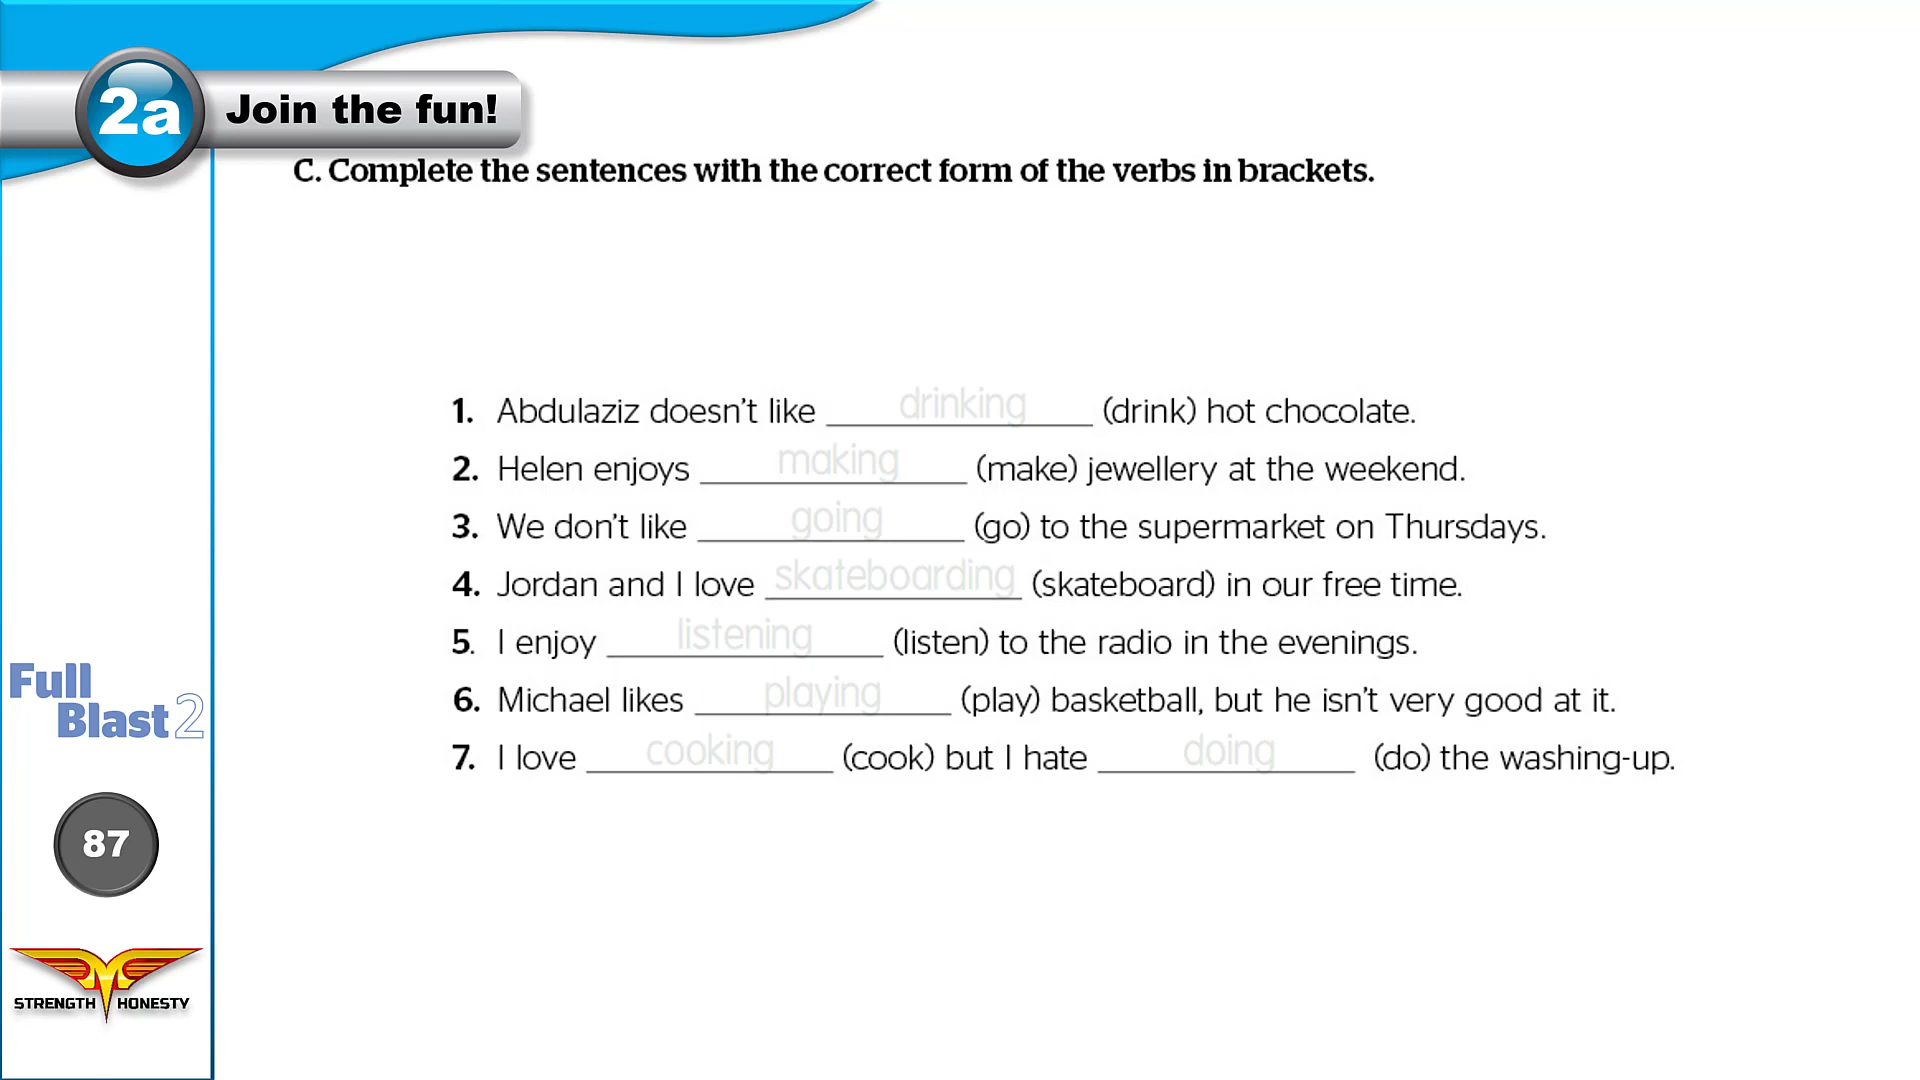 2a Join the fun!
C. Complete the sentences with the correct form of the verbs in brackets.
1. Abdulaziz doesn't like drinking (drink) hot chocolate.
2. Helen enjoys making (make) jewellery at the weekend.
3. We don't like going (go) to the supermarket on Thursdays.
4. Jordan and I love skateboarding (skateboard) in our free time.
5. I enjoy listening (listen) to the radio in the evenings.
6. Michael likes playing (play) basketball, but he isn't very good at it.
7. I love cooking (cook) but I hate doing (do) the washing-up.
Full
Blast 2
87
STRENGTH HONESTY